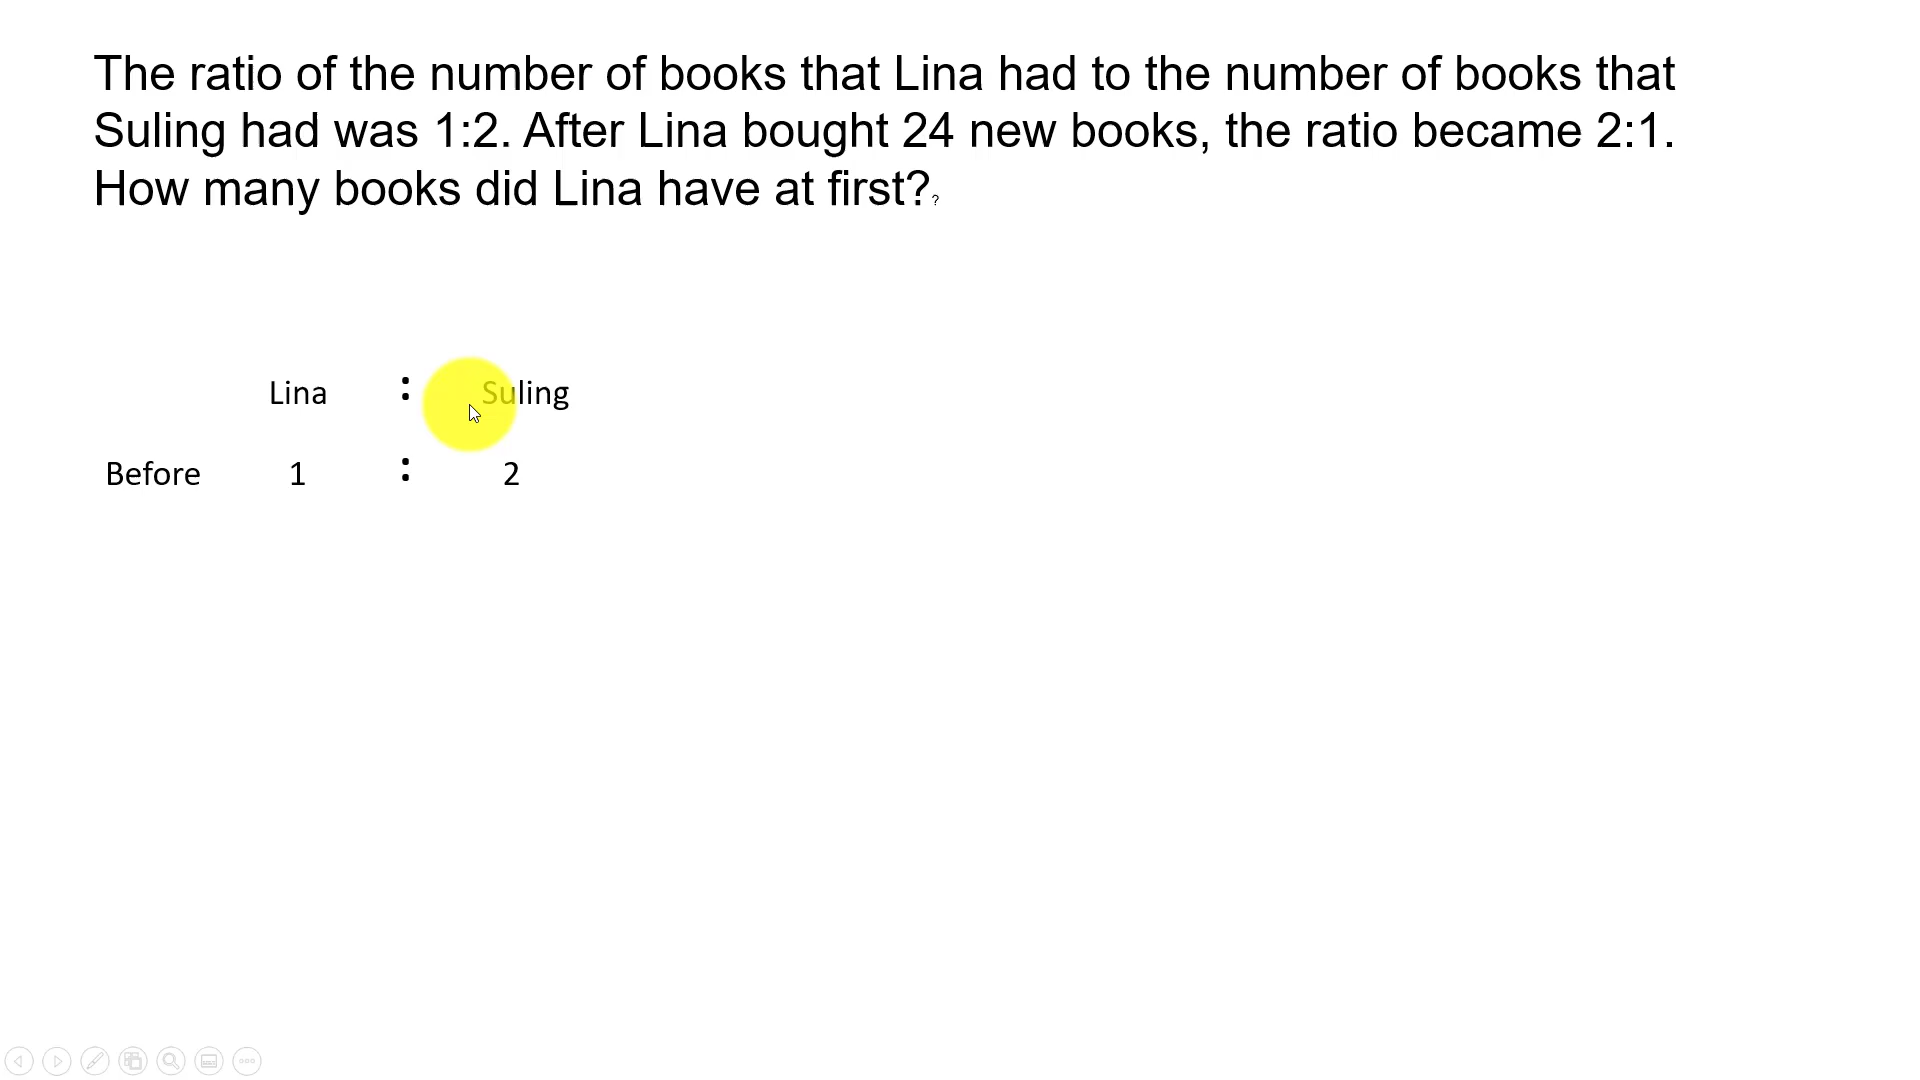 The ratio of the number of books that Lina had to the number of books that
Suling had was 1:2. After Lina bought 24 new books, the ratio became 2:1.
How many books did Lina have at first??
Lina : Suling
Before 1 : 2